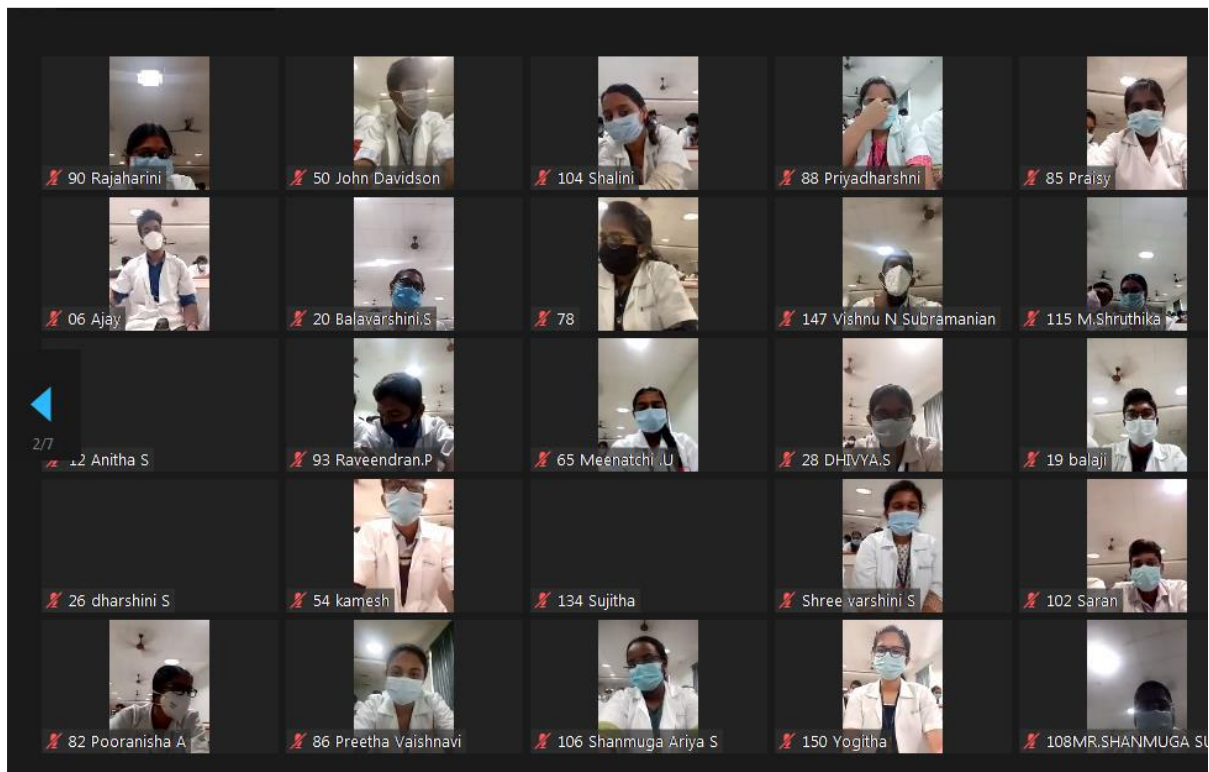 90 Rajaharini
50 John Davidson
104 Shalini
88 Priyadharshni
85 Praisy
06 Ajay
20 Balavarshini.S
78
147 Vishnu N Subramanian
115 M.Shruthika
2/7
12 Anitha S
93 Raveendran.P
65 Meenatchi .U
28 DHIVYA.S
19 balaji
26 dharshini S
54 kamesh
134 Sujitha
Shree varshini S
102 Saran
82 Pooranisha A
86 Preetha Vaishnavi
106 Shanmuga Ariya S
150 Yogitha
108MR.SHANMUGA SU